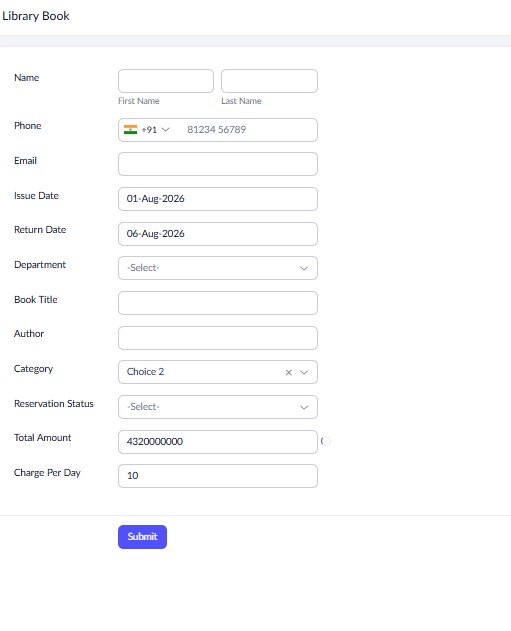 Library Book
Name
First Name Last Name
Phone +91 81234 56789
Email
Issue Date 01-Aug-2026
Return Date 06-Aug-2026
Department -Select-
Book Title
Author
Category Choice 2
Reservation Status -Select-
Total Amount 4320000000
Charge Per Day 10
Submit